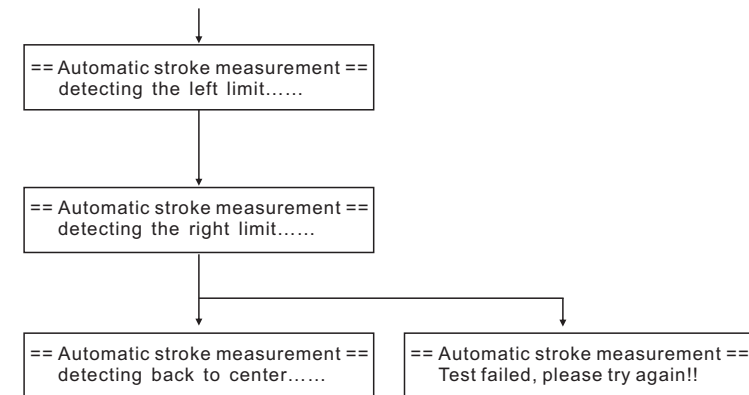 == Automatic stroke measurement ==
detecting the left limit......
== Automatic stroke measurement ==
detecting the right limit......
== Automatic stroke measurement ==
detecting back to center......
== Automatic stroke measurement ==
Test failed, please try again!!